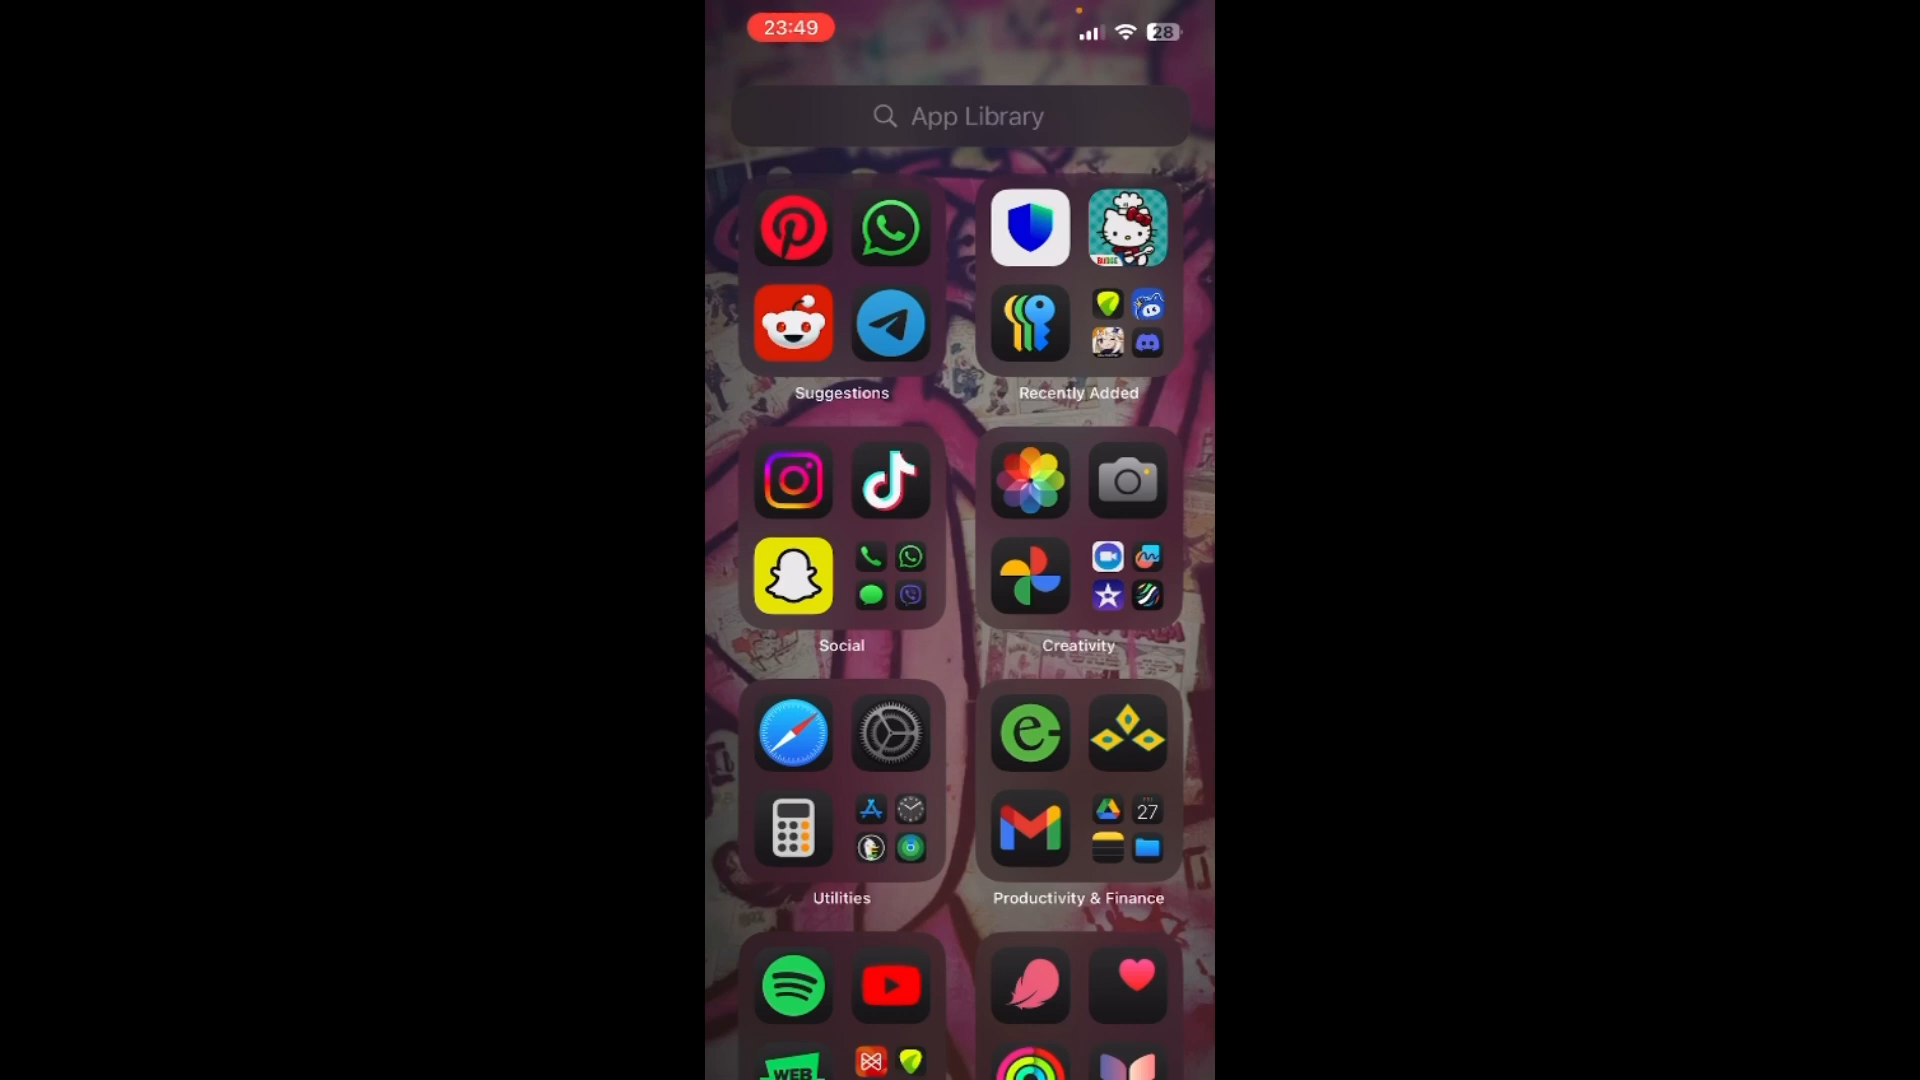 23:49
28
App Library
Suggestions
Recently Added
Social
Creativity
27
Utilities
Productivity & Finance
WEB